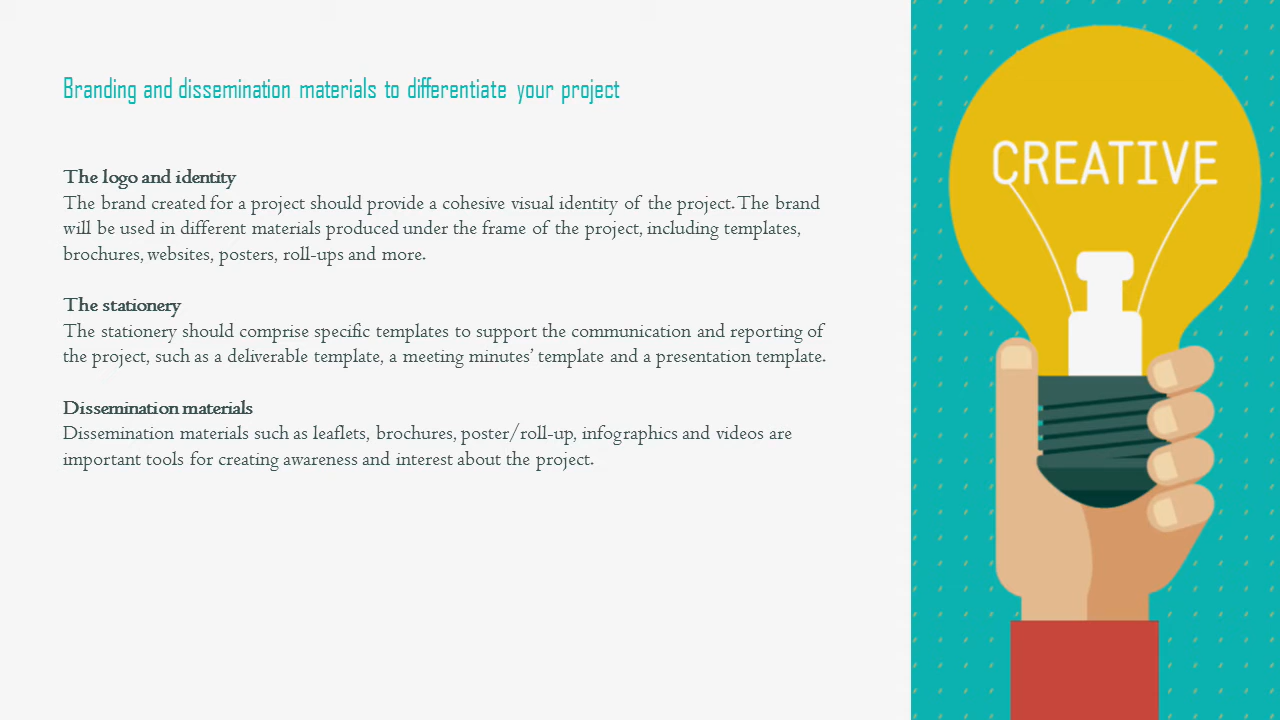 Branding and dissemination materials to differentiate your project
The logo and identity
The brand created for a project should provide a cohesive visual identity of the project. The brand
will be used in different materials produced under the frame of the project, including templates,
brochures, websites, posters, roll-ups and more.
The stationery
The stationery should comprise specific templates to support the communication and reporting of
the project, such as a deliverable template, a meeting minutes’ template and a presentation template.
Dissemination materials
Dissemination materials such as leaflets, brochures, poster/roll-up, infographics and videos are
important tools for creating awareness and interest about the project.
CREATIVE